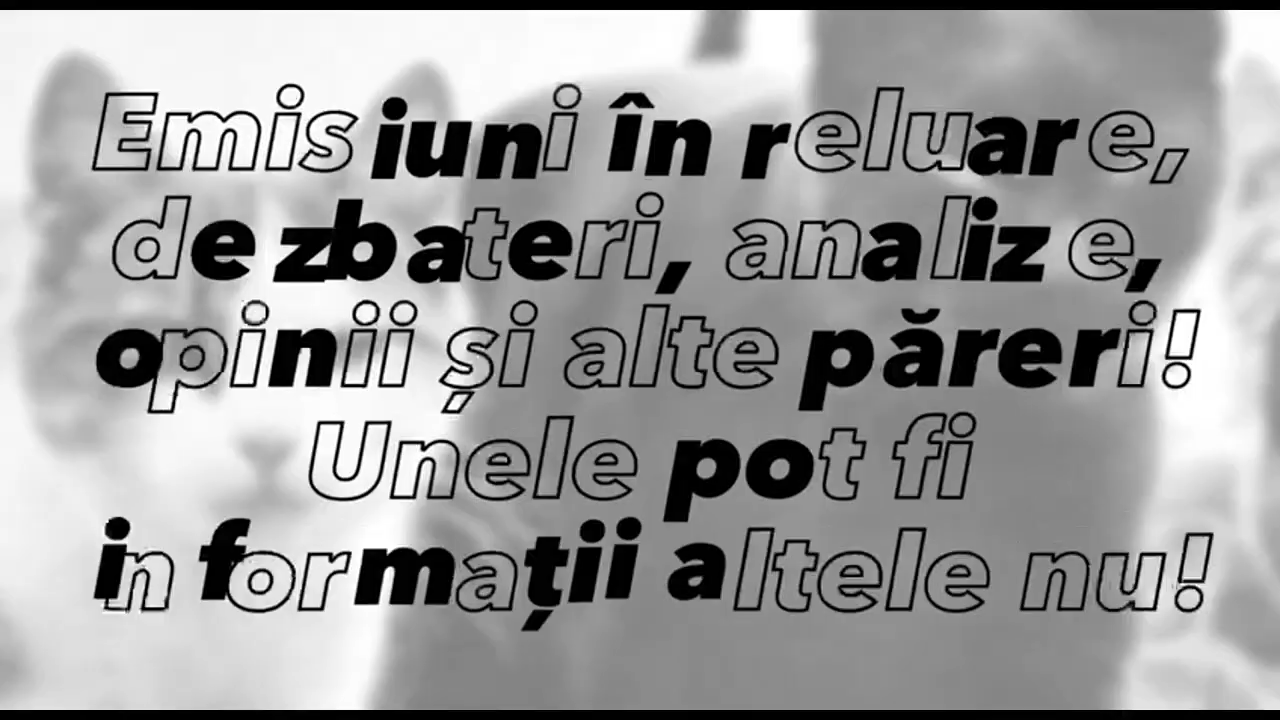 Emisiuni în reluare,
dezbateri, analize,
opinii și alte păreri!
Unele pot fi
informații altele nu!